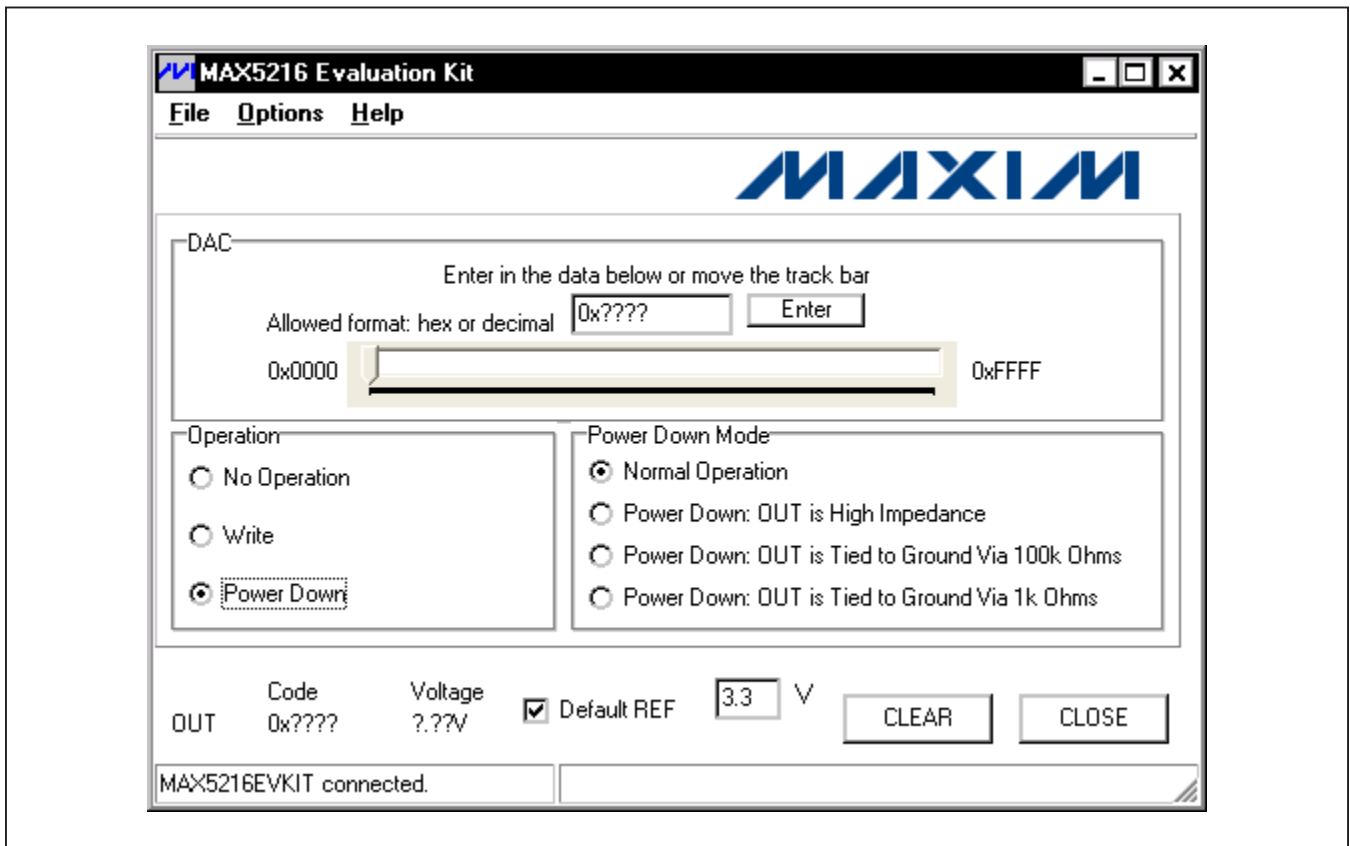 MAX5216 Evaluation Kit
File Options Help
MAXIM
DAC
Enter in the data below or move the track bar
Allowed format: hex or decimal 0x???? Enter
0x0000 0xFFFF
Operation
No Operation
Write
Power Down
Power Down Mode
Normal Operation
Power Down: OUT is High Impedance
Power Down: OUT is Tied to Ground Via 100k Ohms
Power Down: OUT is Tied to Ground Via 1k Ohms
Code Voltage
OUT 0x???? ?.??V Default REF 3.3 V CLEAR CLOSE
MAX5216EVKIT connected.